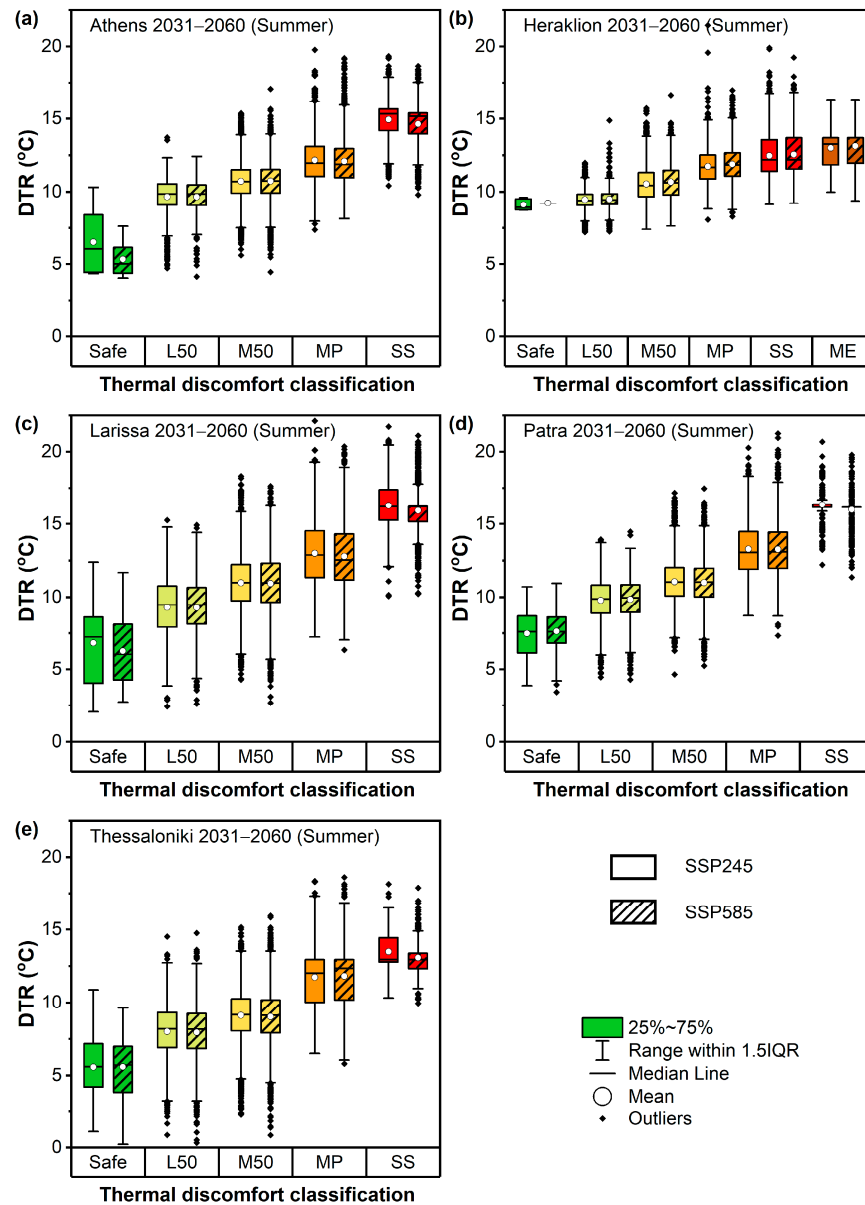 (a) Athens 2031–2060 (Summer)
20
15
10
5
0
DTR (°C)
Safe L50 M50 MP SS
Thermal discomfort classification
(b) Heraklion 2031–2060 (Summer)
20
15
10
5
0
DTR (°C)
Safe L50 M50 MP SS ME
Thermal discomfort classification
(c) Larissa 2031–2060 (Summer)
20
15
10
5
0
DTR (°C)
Safe L50 M50 MP SS
Thermal discomfort classification
(d) Patra 2031–2060 (Summer)
20
15
10
5
0
DTR (°C)
Safe L50 M50 MP SS
Thermal discomfort classification
(e) Thessaloniki 2031–2060 (Summer)
20
15
10
5
0
DTR (°C)
Safe L50 M50 MP SS
Thermal discomfort classification
SSP245
SSP585
25%~75%
Range within 1.5IQR
Median Line
Mean
Outliers